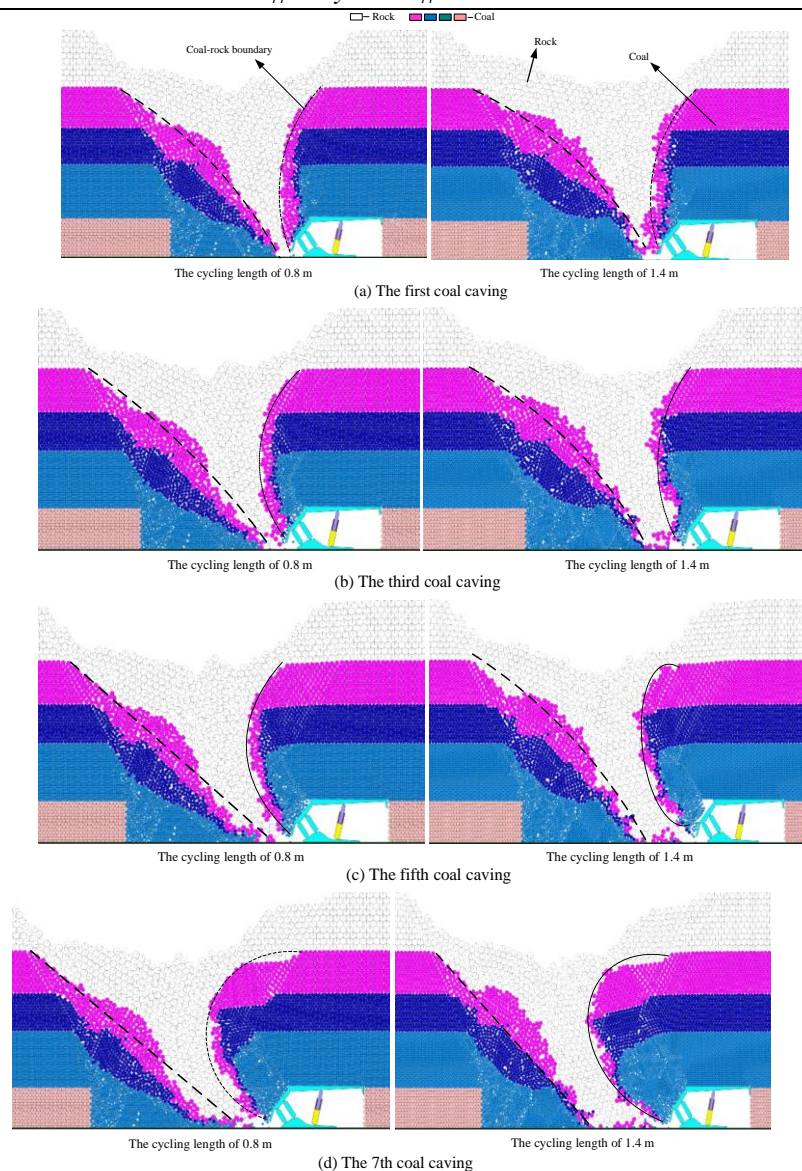 Rock Coal
Coal-rock boundary
Rock
Coal
The cycling length of 0.8 m
The cycling length of 1.4 m
(a) The first coal caving
The cycling length of 0.8 m
The cycling length of 1.4 m
(b) The third coal caving
The cycling length of 0.8 m
The cycling length of 1.4 m
(c) The fifth coal caving
The cycling length of 0.8 m
The cycling length of 1.4 m
(d) The 7th coal caving